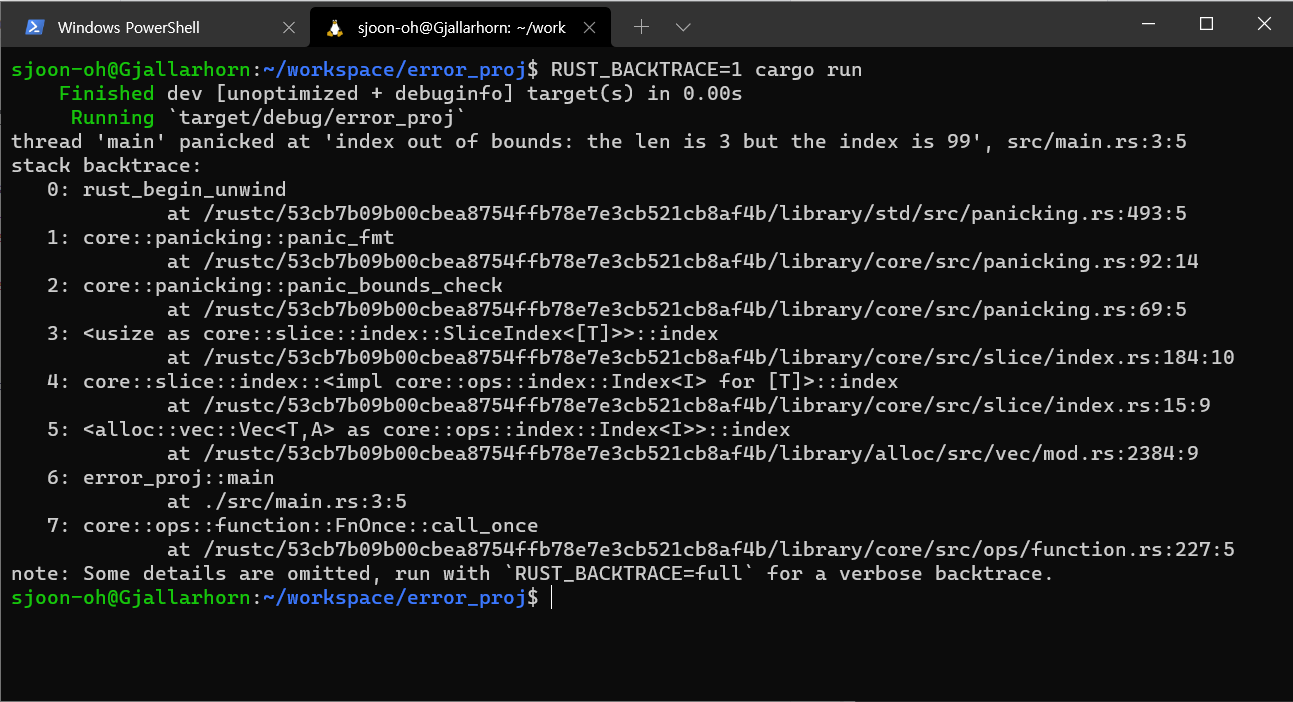 Windows PowerShell
sjoon-oh@Gjallarhorn: ~/work
sjoon-oh@Gjallarhorn:~/workspace/error_proj$ RUST_BACKTRACE=1 cargo run
    Finished dev [unoptimized + debuginfo] target(s) in 0.00s
     Running `target/debug/error_proj`
thread 'main' panicked at 'index out of bounds: the len is 3 but the index is 99', src/main.rs:3:5
stack backtrace:
   0: rust_begin_unwind
             at /rustc/53cb7b09b00cbea8754ffb78e7e3cb521cb8af4b/library/std/src/panicking.rs:493:5
   1: core::panicking::panic_fmt
             at /rustc/53cb7b09b00cbea8754ffb78e7e3cb521cb8af4b/library/core/src/panicking.rs:92:14
   2: core::panicking::panic_bounds_check
             at /rustc/53cb7b09b00cbea8754ffb78e7e3cb521cb8af4b/library/core/src/panicking.rs:69:5
   3: <usize as core::slice::index::SliceIndex<[T]>>::index
             at /rustc/53cb7b09b00cbea8754ffb78e7e3cb521cb8af4b/library/core/src/slice/index.rs:184:10
   4: core::slice::index::<impl core::ops::index::Index<I> for [T]>::index
             at /rustc/53cb7b09b00cbea8754ffb78e7e3cb521cb8af4b/library/core/src/slice/index.rs:15:9
   5: <alloc::vec::Vec<T,A> as core::ops::index::Index<I>>::index
             at /rustc/53cb7b09b00cbea8754ffb78e7e3cb521cb8af4b/library/alloc/src/vec/mod.rs:2384:9
   6: error_proj::main
             at ./src/main.rs:3:5
   7: core::ops::function::FnOnce::call_once
             at /rustc/53cb7b09b00cbea8754ffb78e7e3cb521cb8af4b/library/core/src/ops/function.rs:227:5
note: Some details are omitted, run with `RUST_BACKTRACE=full` for a verbose backtrace.
sjoon-oh@Gjallarhorn:~/workspace/error_proj$